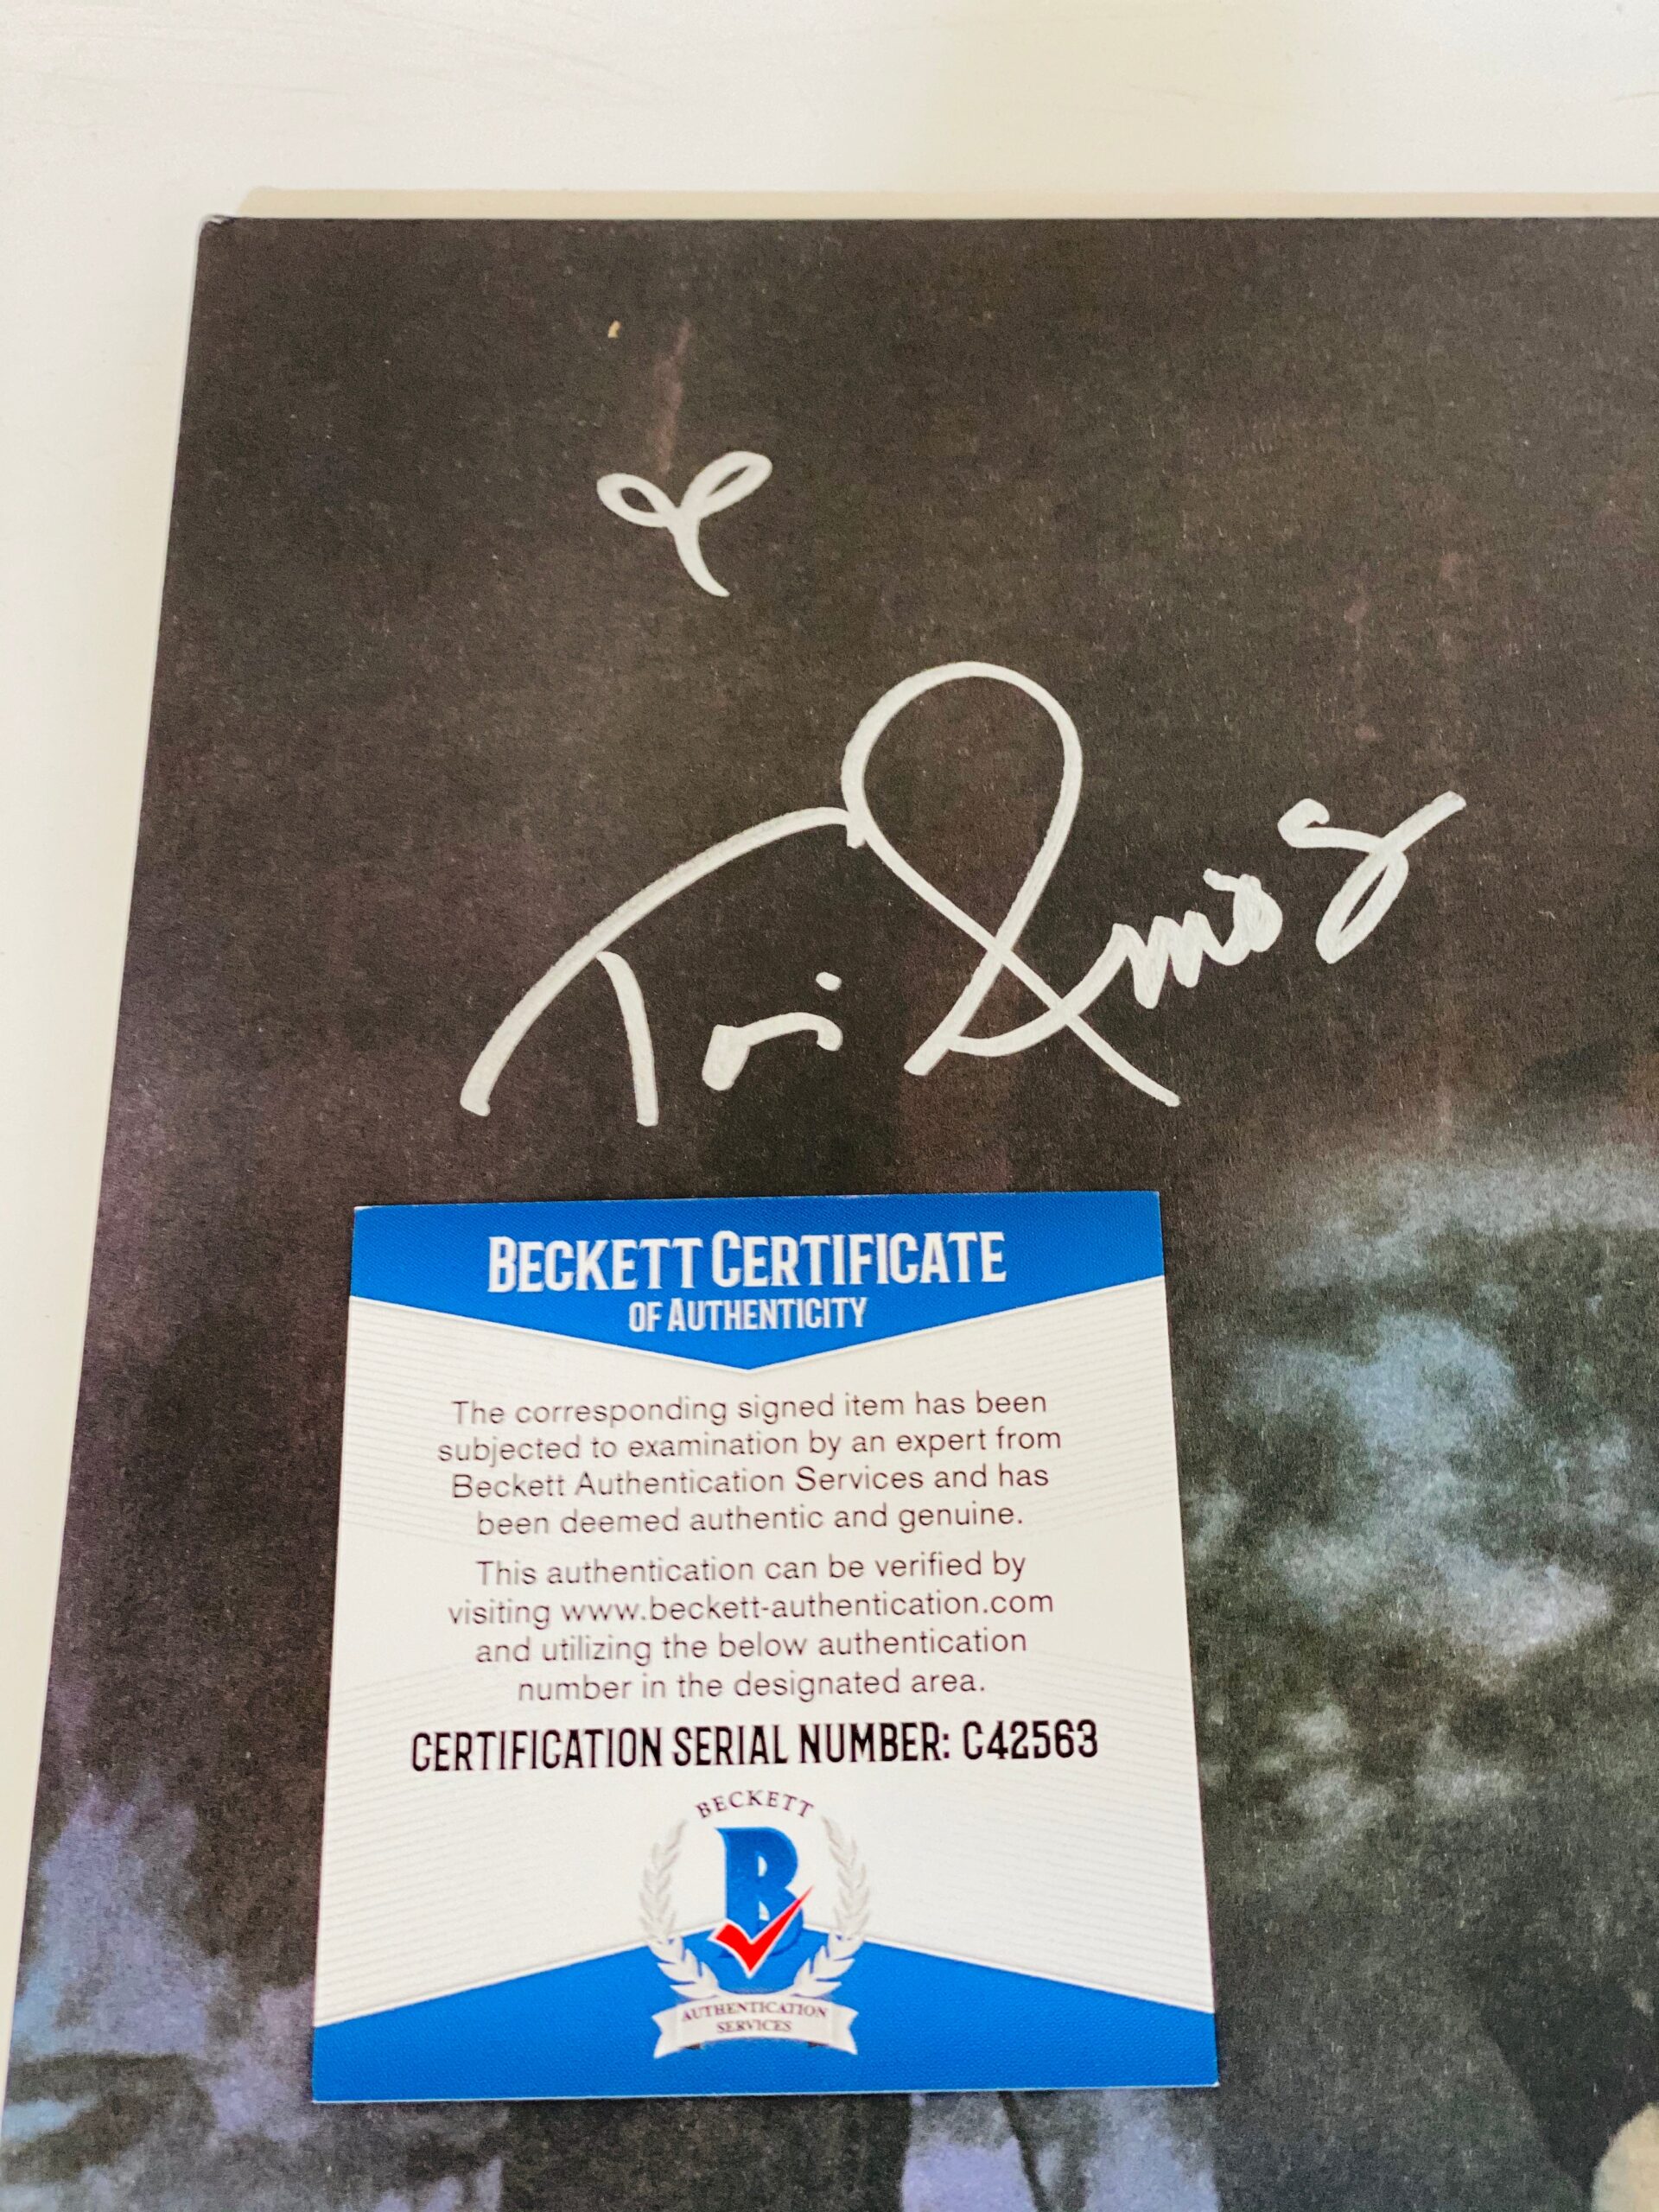 Tori Amos
BECKETT CERTIFICATE
OF AUTHENTICITY
The corresponding signed item has been
subjected to examination by an expert from
Beckett Authentication Services and has
been deemed authentic and genuine.
This authentication can be verified by
visiting www.beckett-authentication.com
and utilizing the below authentication
number in the designated area.
CERTIFICATION SERIAL NUMBER: C42563
BECKETT
B
AUTHENTICATION
SERVICES